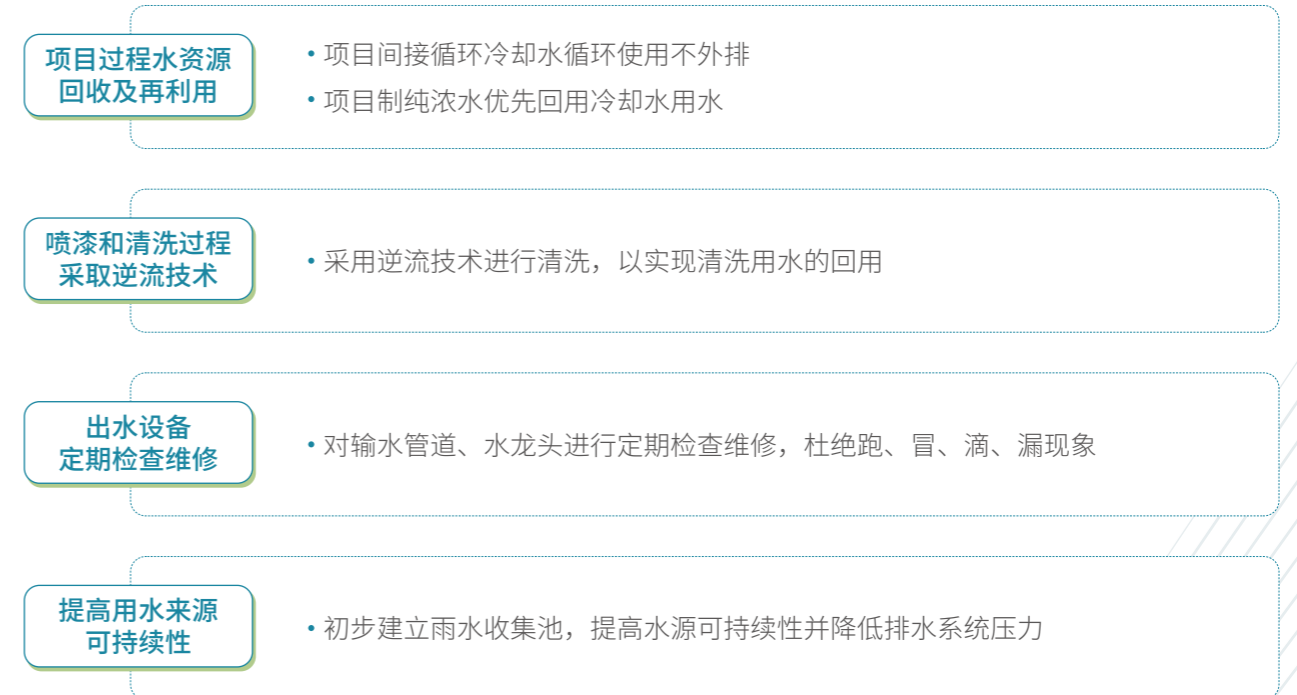 项目过程水资源
回收及再利用
• 项目间接循环冷却水循环使用不外排
• 项目制纯浓水优先回用冷却水用水
喷漆和清洗过程
采取逆流技术
• 采用逆流技术进行清洗，以实现清洗用水的回用
出水设备
定期检查维修
• 对输水管道、水龙头进行定期检查维修，杜绝跑、冒、滴、漏现象
提高用水来源
可持续性
• 初步建立雨水收集池，提高水源可持续性并降低排水系统压力